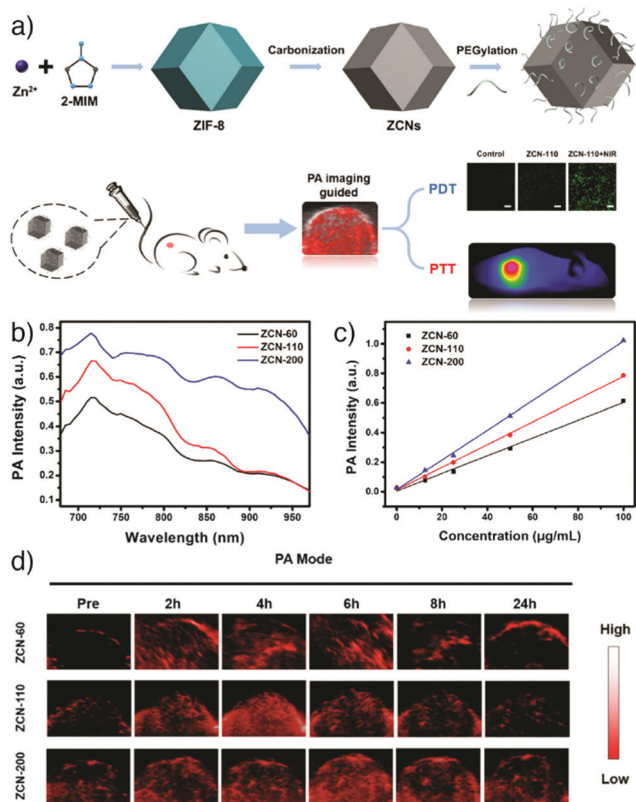 a)
Zn²⁺
+
2-MIM
ZIF-8
Carbonization
ZCNs
PEGylation
PA imaging
guided
PDT
PTT
Control
ZCN-110
ZCN-110+NIR
b)
PA Intensity (a.u.)
0.8
0.7
0.6
0.5
0.4
0.3
0.2
0.1
ZCN-60
ZCN-110
ZCN-200
700
750
800
850
900
950
Wavelength (nm)
c)
PA Intensity (a.u.)
1.0
0.8
0.6
0.4
0.2
0.0
ZCN-60
ZCN-110
ZCN-200
0
20
40
60
80
100
Concentration (µg/mL)
d)
PA Mode
Pre
2h
4h
6h
8h
24h
ZCN-60
ZCN-110
ZCN-200
High
Low